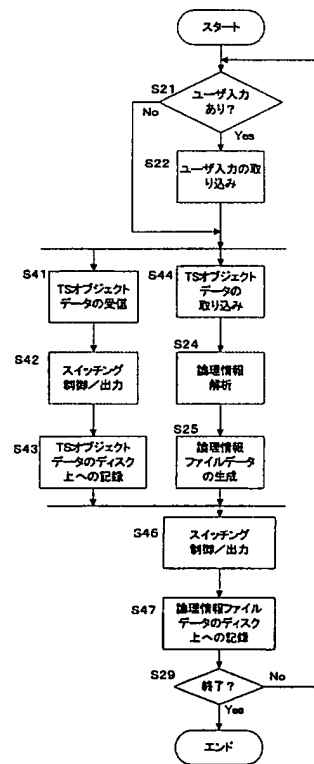 スタート
S21
ユーザ入力
あり?
No
Yes
S22
ユーザ入力の取
り込み
S41
TSオブジェクト
データの受信
S44
TSオブジェクト
データの
取り込み
S42
スイッチング
制御/出力
S24
論理情報
解析
S43
TSオブジェクト
データのディスク
上への記録
S25
論理情報
ファイルデータ
の生成
S46
スイッチング
制御/出力
S47
論理情報ファイル
データのディスク
上への記録
S29
終了?
No
Yes
エンド